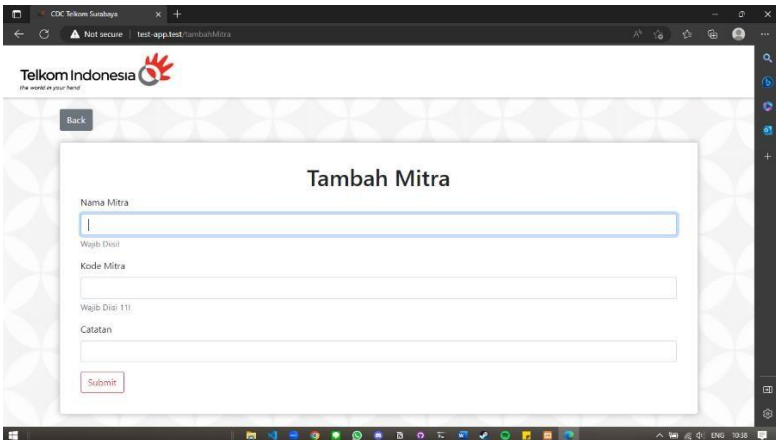 CDC Telkom Surabaya
Not secure | test-app.test/tambahMitra
Telkom Indonesia
the world in your hand
Back
Tambah Mitra
Nama Mitra
Wajib Diisi!
Kode Mitra
Wajib Diisi 11!
Catatan
Submit
ENG 10:38